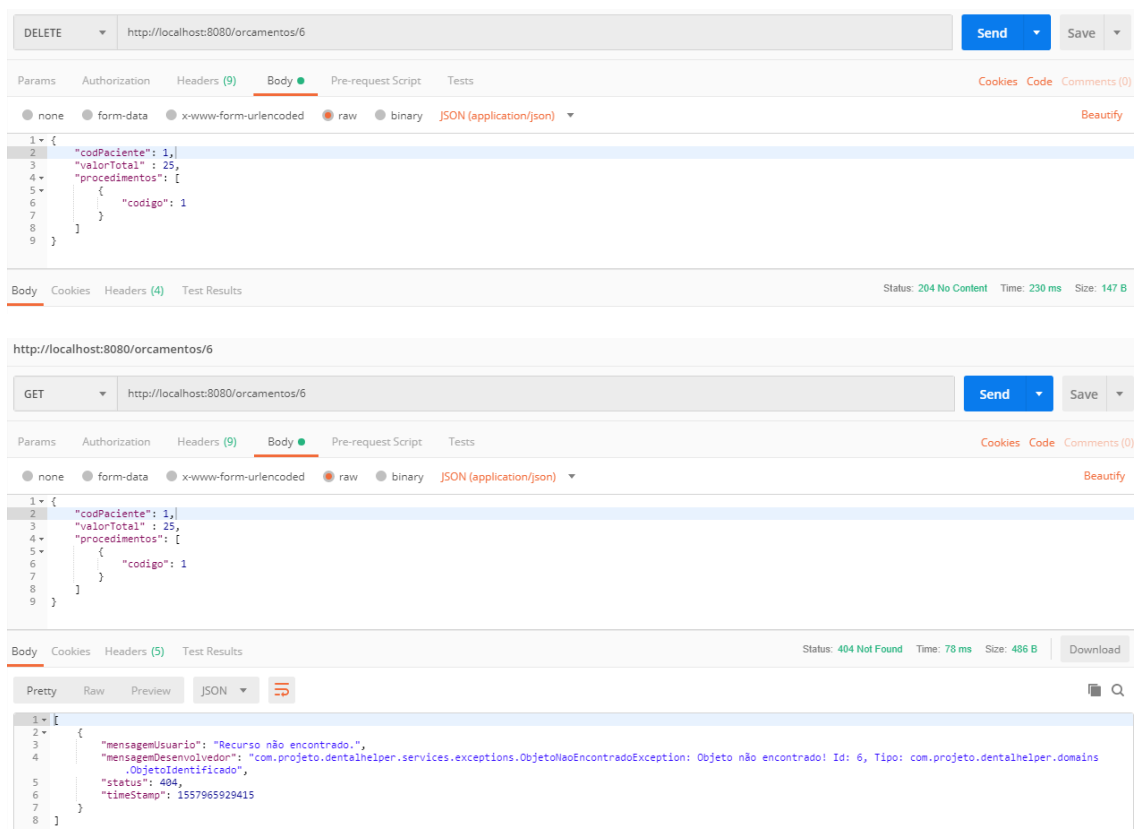 DELETE http://localhost:8080/orcamentos/6 Send Save
Params Authorization Headers (9) Body Pre-request Script Tests Cookies Code Comments (0)
none form-data x-www-form-urlencoded raw binary JSON (application/json) Beautify
1 {
2 "codPaciente": 1,
3 "valorTotal" : 25,
4 "procedimentos": [
5 {
6 "codigo": 1
7 }
8 ]
9 }
Body Cookies Headers (4) Test Results Status: 204 No Content Time: 230 ms Size: 147 B
http://localhost:8080/orcamentos/6
GET http://localhost:8080/orcamentos/6 Send Save
Params Authorization Headers (9) Body Pre-request Script Tests Cookies Code Comments (0)
none form-data x-www-form-urlencoded raw binary JSON (application/json) Beautify
1 {
2 "codPaciente": 1,
3 "valorTotal" : 25,
4 "procedimentos": [
5 {
6 "codigo": 1
7 }
8 ]
9 }
Body Cookies Headers (5) Test Results Status: 404 Not Found Time: 78 ms Size: 486 B Download
Pretty Raw Preview JSON
1 [
2 {
3 "mensagemUsuario": "Recurso não encontrado.",
4 "mensagemDesenvolvedor": "com.projeto.dentalhelper.services.exceptions.ObjetoNaoEncontradoException: Objeto não encontrado! Id: 6, Tipo: com.projeto.dentalhelper.domains
.ObjetoIdentificado",
5 "status": 404,
6 "timeStamp": 1557965929415
7 }
8 ]